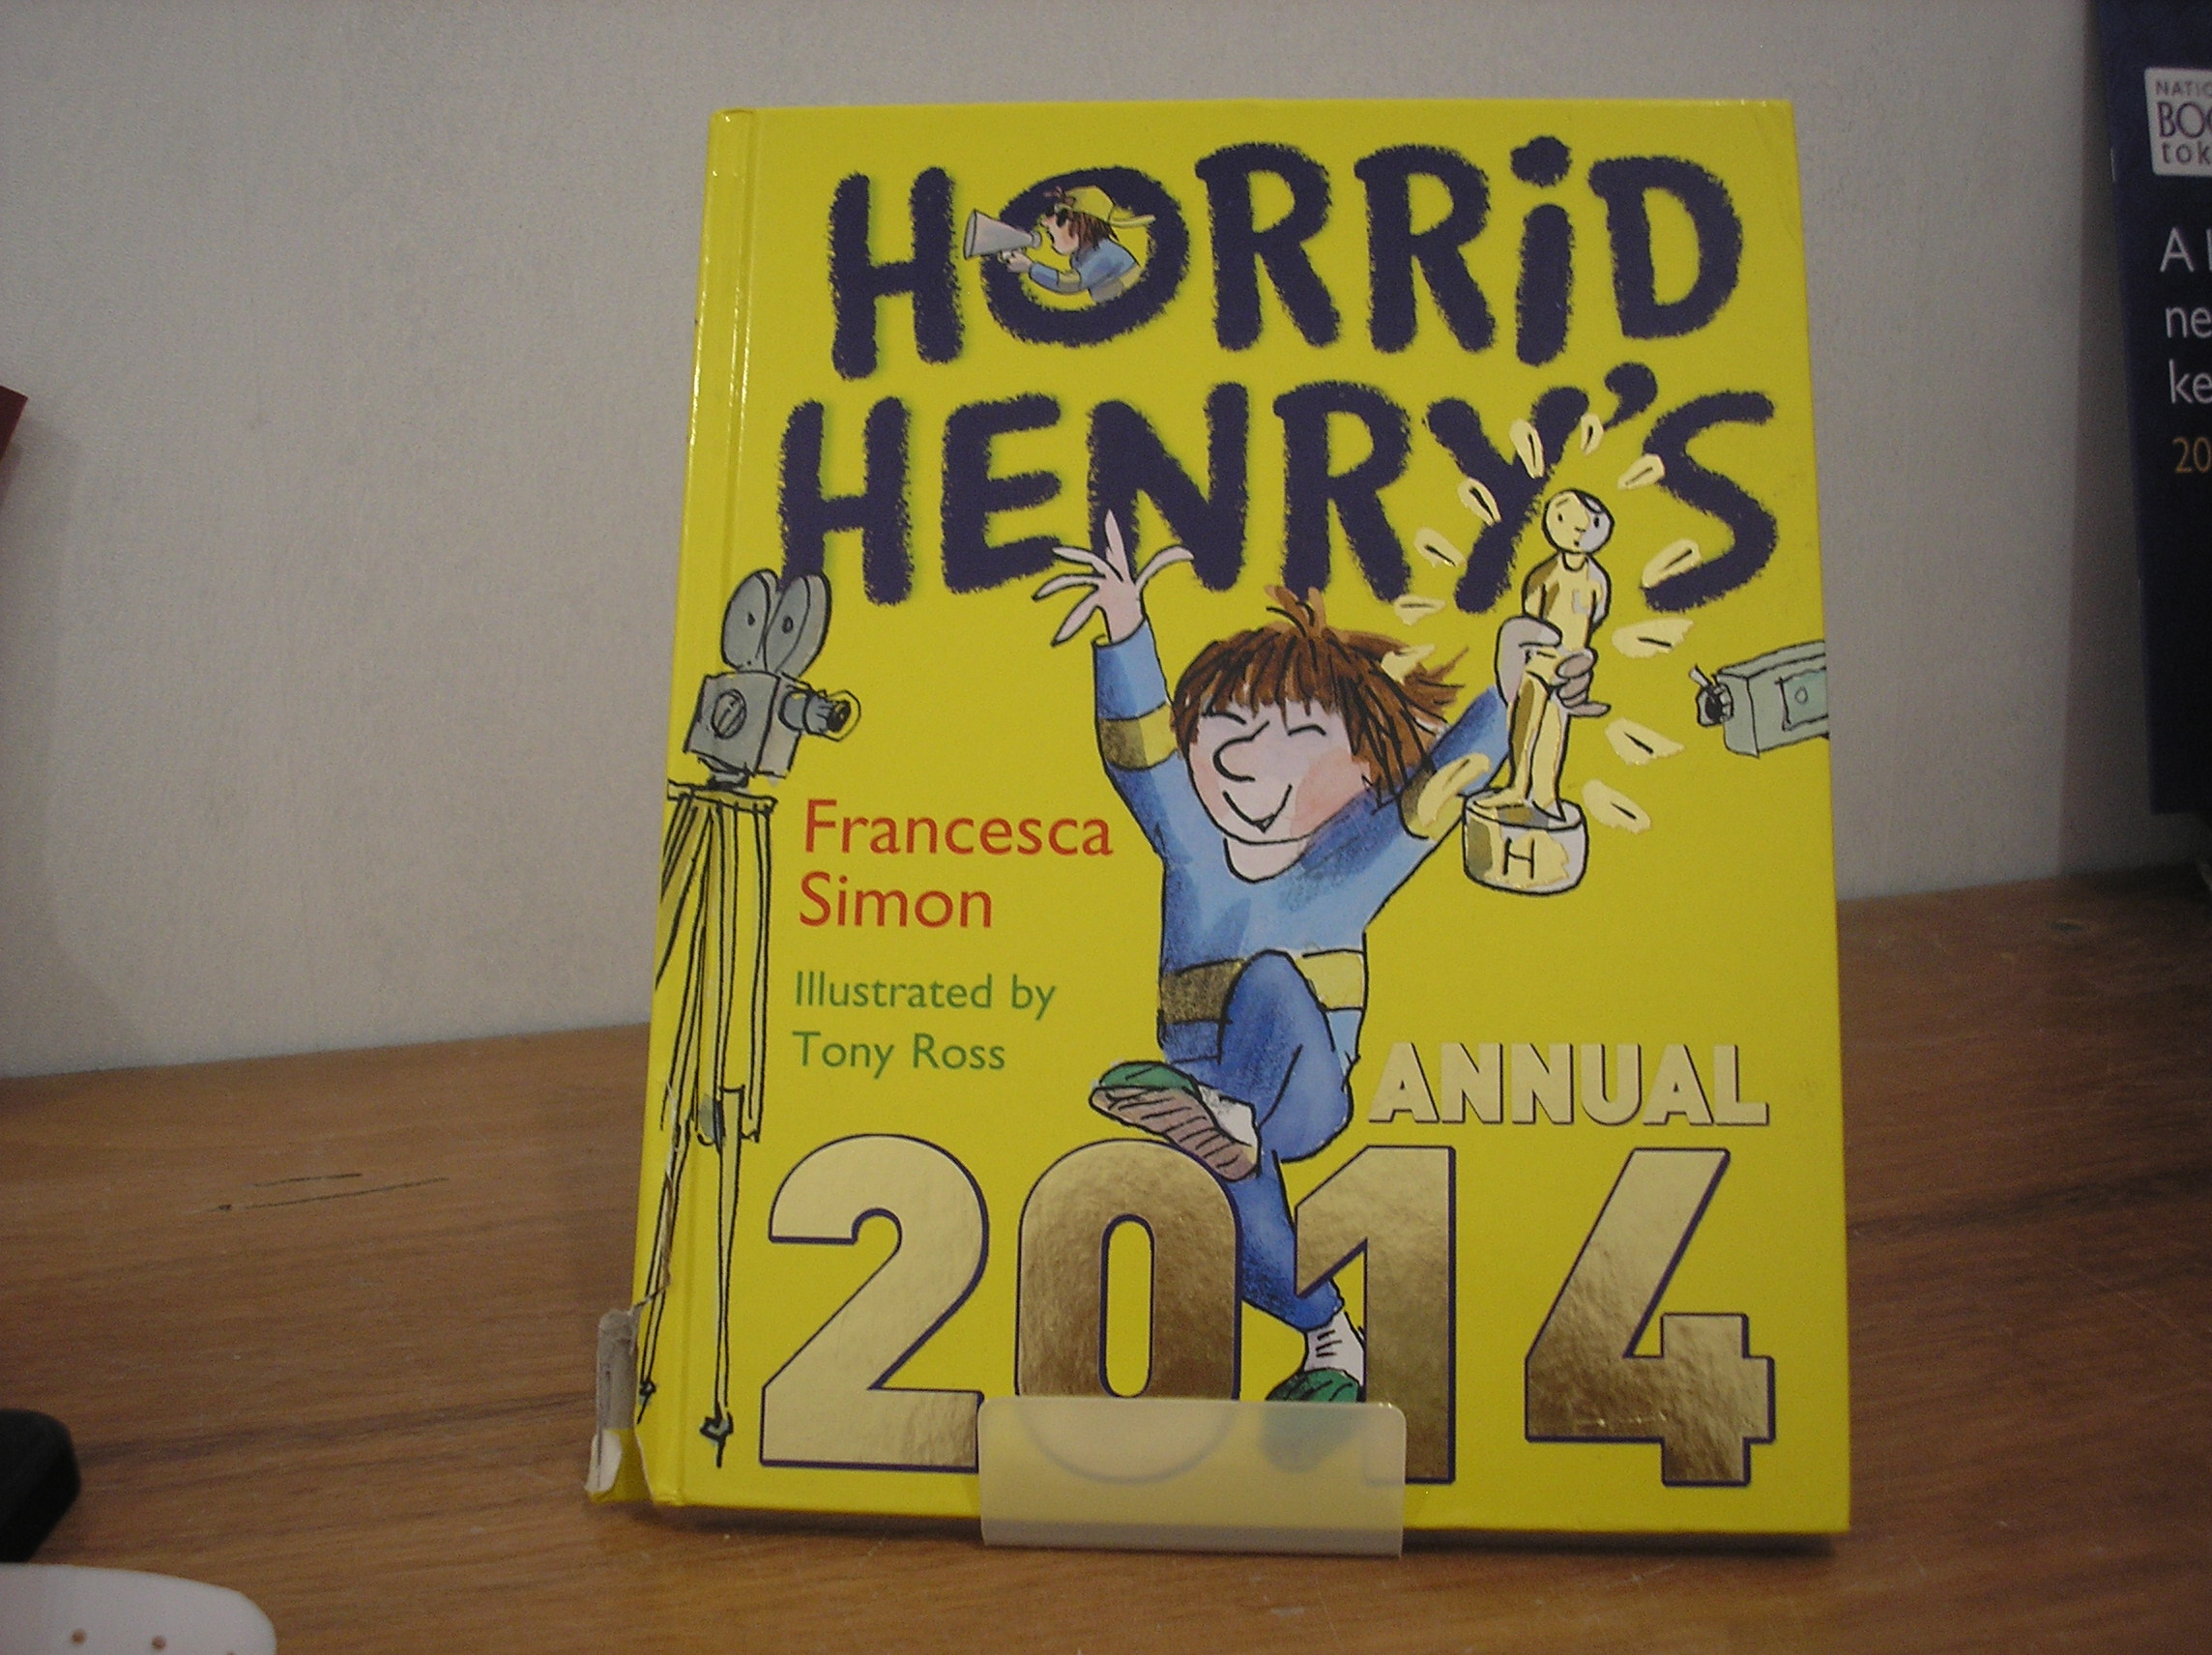 HORRiD
HENRY'S
H
Francesca
Simon
Illustrated by
Tony Ross
ANNUAL
2014